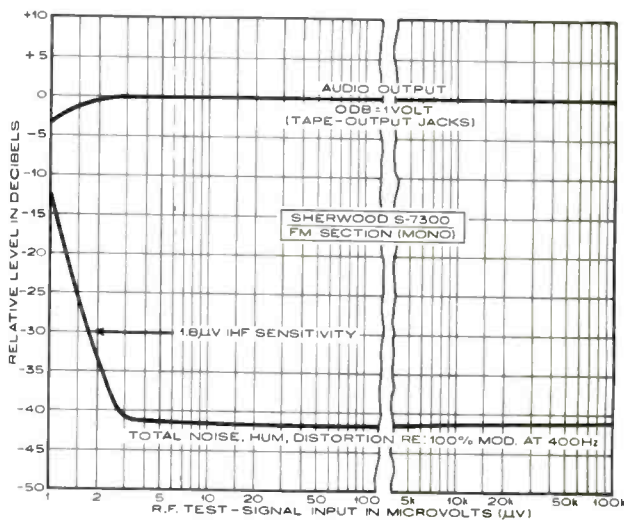 +10
+5
0
-5
-10
-15
-20
-25
-30
-35
-40
-45
-50
RELATIVE LEVEL IN DECIBELS
AUDIO OUTPUT
0DB=1VOLT
(TAPE-OUTPUT JACKS)
SHERWOOD S-7300
FM SECTION (MONO)
1.8μV IHF SENSITIVITY
TOTAL NOISE, HUM, DISTORTION RE: 100% MOD. AT 400Hz
1 2 5 10 20 50 100 5k 10k 20k 50k 100k
R.F. TEST-SIGNAL INPUT IN MICROVOLTS (μV)